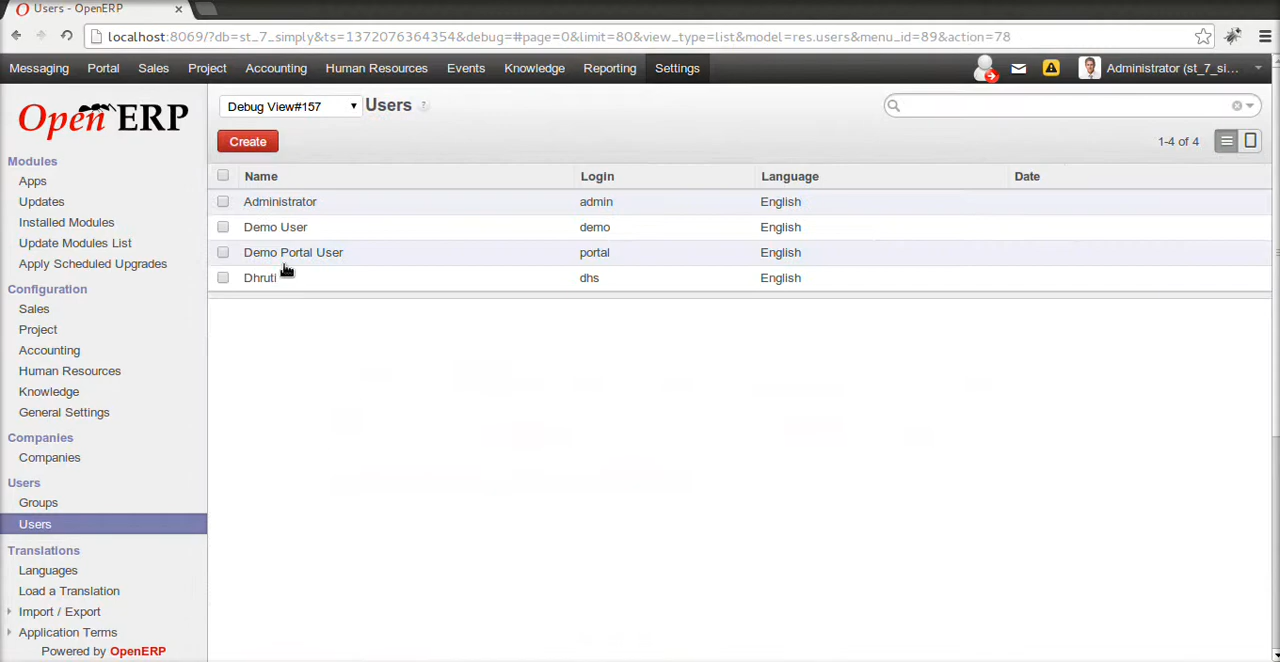 Users - OpenERP
localhost:8069/?db=st_7_simply&ts=1372076364354&debug=#page=0&limit=80&view_type=list&model=res.users&menu_id=89&action=78
Messaging Portal Sales Project Accounting Human Resources Events Knowledge Reporting Settings Administrator (st_7_si...
OpenERP
Debug View#157 Users ?
Create 1-4 of 4
Modules
Apps
Updates
Installed Modules
Update Modules List
Apply Scheduled Upgrades
Configuration
Sales
Project
Accounting
Human Resources
Knowledge
General Settings
Companies
Companies
Users
Groups
Users
Translations
Languages
Load a Translation
Import / Export
Application Terms
Powered by OpenERP
Name Login Language Date
Administrator admin English
Demo User demo English
Demo Portal User portal English
Dhruti dhs English